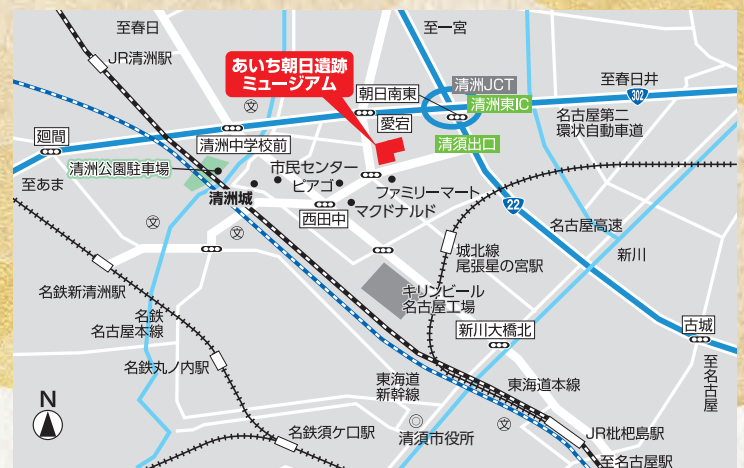 至春日
至一宮
JR清洲駅
あいち朝日遺跡
ミュージアム
朝日南東
清洲JCT
清洲東IC
至春日井
302
名古屋第二
環状自動車道
愛宕
文
廻間
清洲中学校前
清須出口
清洲公園駐車場
市民センター
ピアゴ
ファミリーマート
至あま
清洲城
マクドナルド
西田中
22
名古屋高速
文
文
城北線
尾張星の宮駅
新川
キリンビール
名古屋工場
名鉄新清洲駅
名鉄
名古屋本線
新川大橋北
古城
至名古屋
名鉄丸ノ内駅
東海道
新幹線
東海道本線
N
名鉄須ケ口駅
清須市役所
文
JR枇杷島駅
至名古屋駅